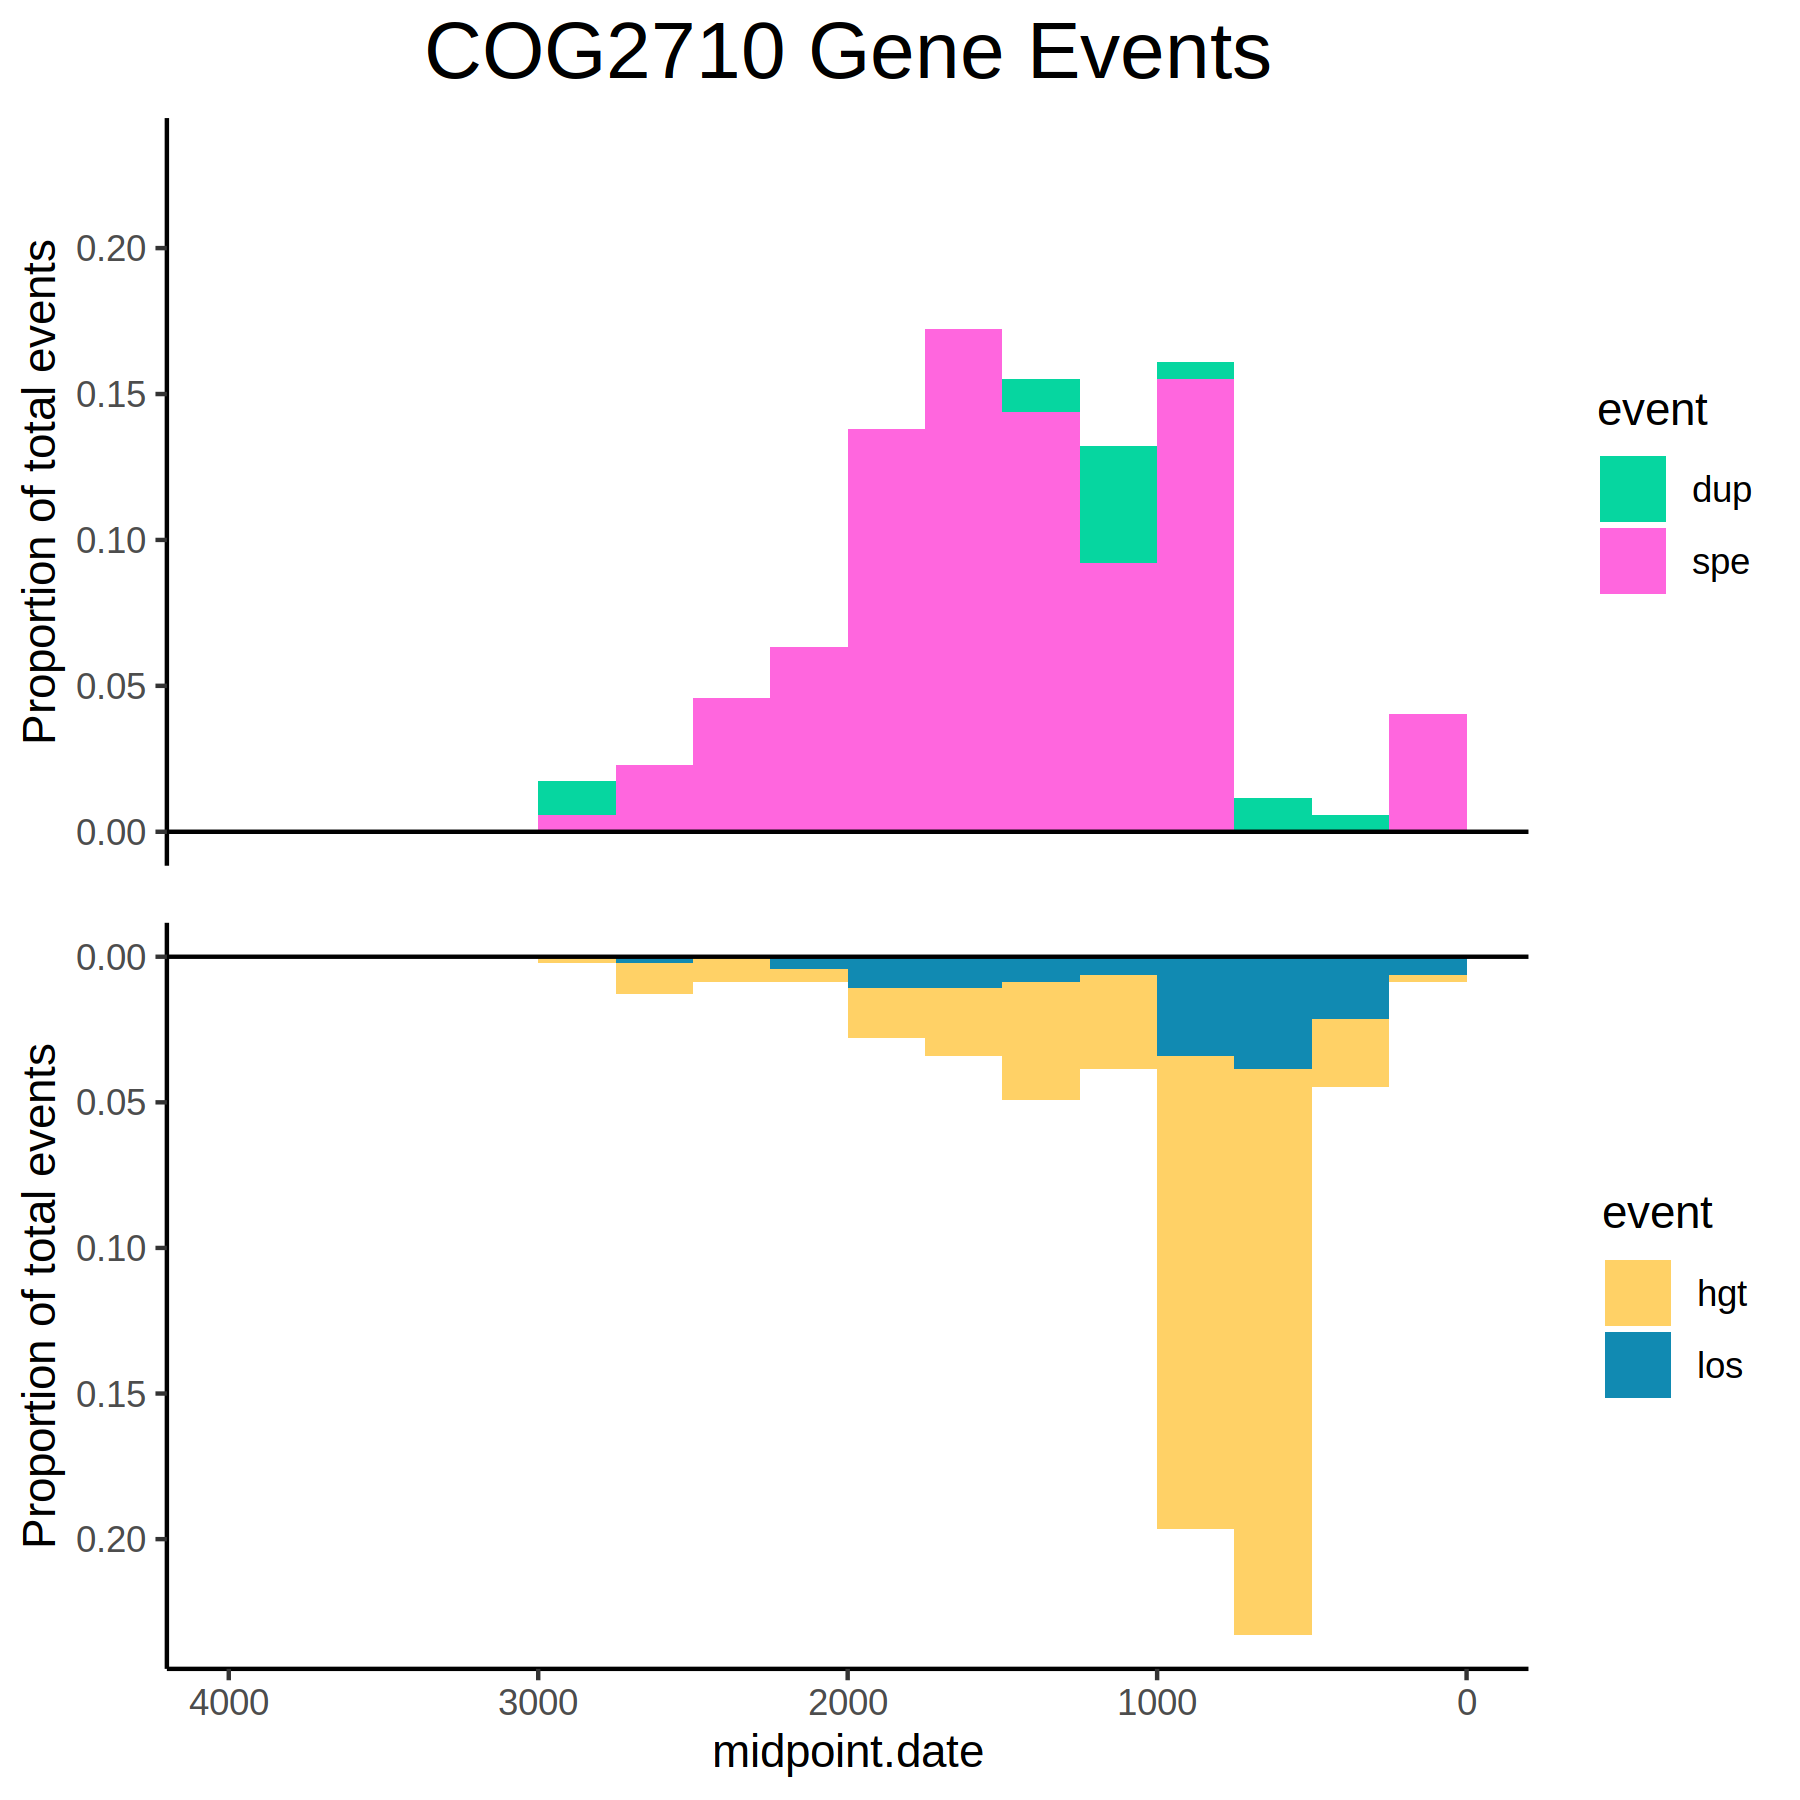 COG2710 Gene Events
Proportion of total events
0.20
0.15
0.10
0.05
0.00
event
dup
spe
Proportion of total events
0.00
0.05
0.10
0.15
0.20
event
hgt
los
4000 3000 2000 1000 0
midpoint.date